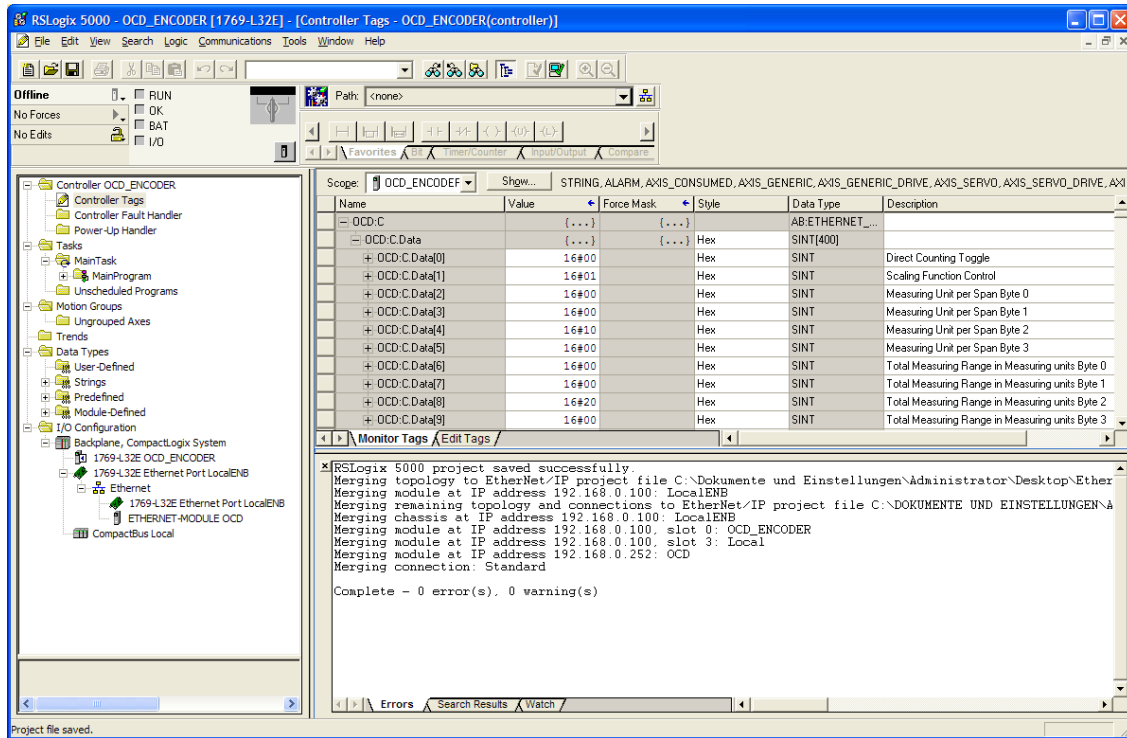 RSLogix 5000 - OCD_ENCODER [1769-L32E] - [Controller Tags - OCD_ENCODER(controller)]
File Edit View Search Logic Communications Tools Window Help
Offline RUN
No Forces OK
No Edits BAT
I/O
Path: <none>
Favorites Bit Timer/Counter Input/Output Compare
Controller OCD_ENCODER
Controller Tags
Controller Fault Handler
Power-Up Handler
Tasks
MainTask
MainProgram
Unscheduled Programs
Motion Groups
Ungrouped Axes
Trends
Data Types
User-Defined
Strings
Predefined
Module-Defined
I/O Configuration
Backplane, CompactLogix System
1769-L32E OCD_ENCODER
1769-L32E Ethernet Port LocalENB
Ethernet
1769-L32E Ethernet Port LocalENB
ETHERNET-MODULE OCD
CompactBus Local
Scope: OCD_ENCODEF Show... STRING, ALARM, AXIS_CONSUMED, AXIS_GENERIC, AXIS_GENERIC_DRIVE, AXIS_SERVO, AXIS_SERVO_DRIVE, AXI
Name Value Force Mask Style Data Type Description
OCD:C {...} {...} AB:ETHERNET_...
OCD:C.Data {...} {...} Hex SINT[400]
OCD:C.Data[0] 16#00 Hex SINT Direct Counting Toggle
OCD:C.Data[1] 16#01 Hex SINT Scaling Function Control
OCD:C.Data[2] 16#00 Hex SINT Measuring Unit per Span Byte 0
OCD:C.Data[3] 16#00 Hex SINT Measuring Unit per Span Byte 1
OCD:C.Data[4] 16#10 Hex SINT Measuring Unit per Span Byte 2
OCD:C.Data[5] 16#00 Hex SINT Measuring Unit per Span Byte 3
OCD:C.Data[6] 16#00 Hex SINT Total Measuring Range in Measuring units Byte 0
OCD:C.Data[7] 16#00 Hex SINT Total Measuring Range in Measuring units Byte 1
OCD:C.Data[8] 16#20 Hex SINT Total Measuring Range in Measuring units Byte 2
OCD:C.Data[9] 16#00 Hex SINT Total Measuring Range in Measuring units Byte 3
Monitor Tags Edit Tags
RSLogix 5000 project saved successfully.
Merging topology to EtherNet/IP project file C:\Dokumente und Einstellungen\Administrator\Desktop\Ether
Merging module at IP address 192.168.0.100: LocalENB
Merging remaining topology and connections to EtherNet/IP project file C:\DOKUMENTE UND EINSTELLUNGEN\A
Merging chassis at IP address 192.168.0.100: LocalENB
Merging module at IP address 192.168.0.100, slot 0: OCD_ENCODER
Merging module at IP address 192.168.0.100, slot 3: Local
Merging module at IP address 192.168.0.252: OCD
Merging connection: Standard
Complete - 0 error(s), 0 warning(s)
Errors Search Results Watch
Project file saved.